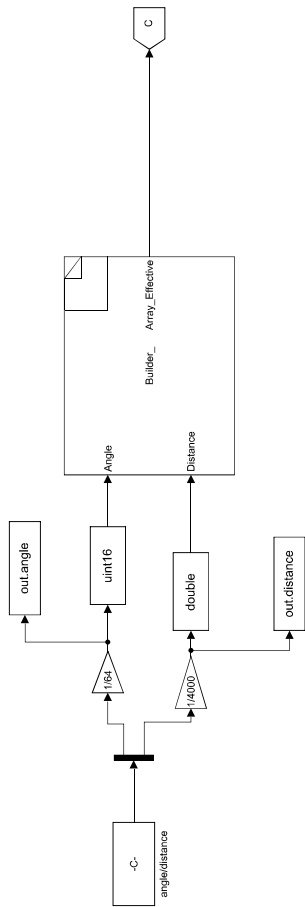 -C-
angle/distance
1/64
1/4000
out.angle
uint16
double
out.distance
Angle
Distance
Builder_ Array_Effective
C